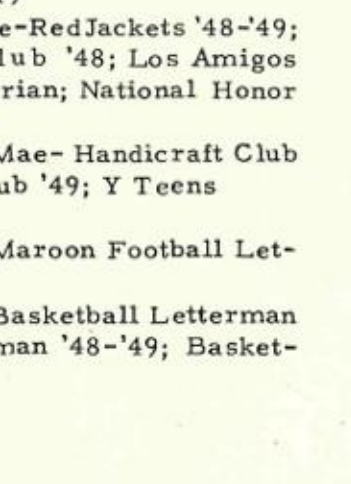 e-RedJackets '48-'49;
lub '48; Los Amigos
rian; National Honor
Mae- Handicraft Club
ub '49; Y Teens
Maroon Football Let-
Basketball Letterman
man '48-'49; Basket-